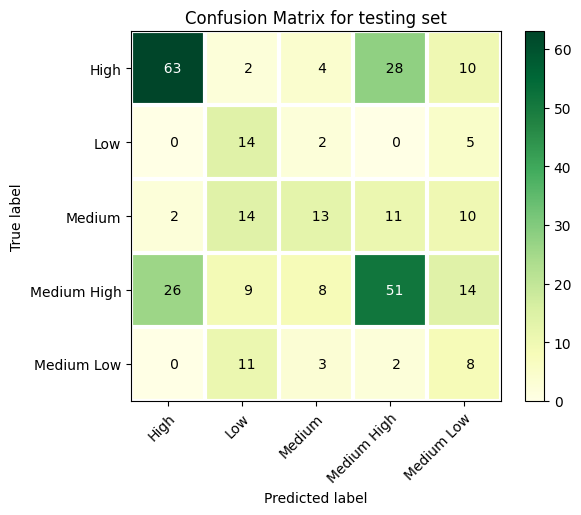 Confusion Matrix for testing set
True label
High 63 2 4 28 10
Low 0 14 2 0 5
Medium 2 14 13 11 10
Medium High 26 9 8 51 14
Medium Low 0 11 3 2 8
High Low Medium Medium High Medium Low
Predicted label
60
50
40
30
20
10
0